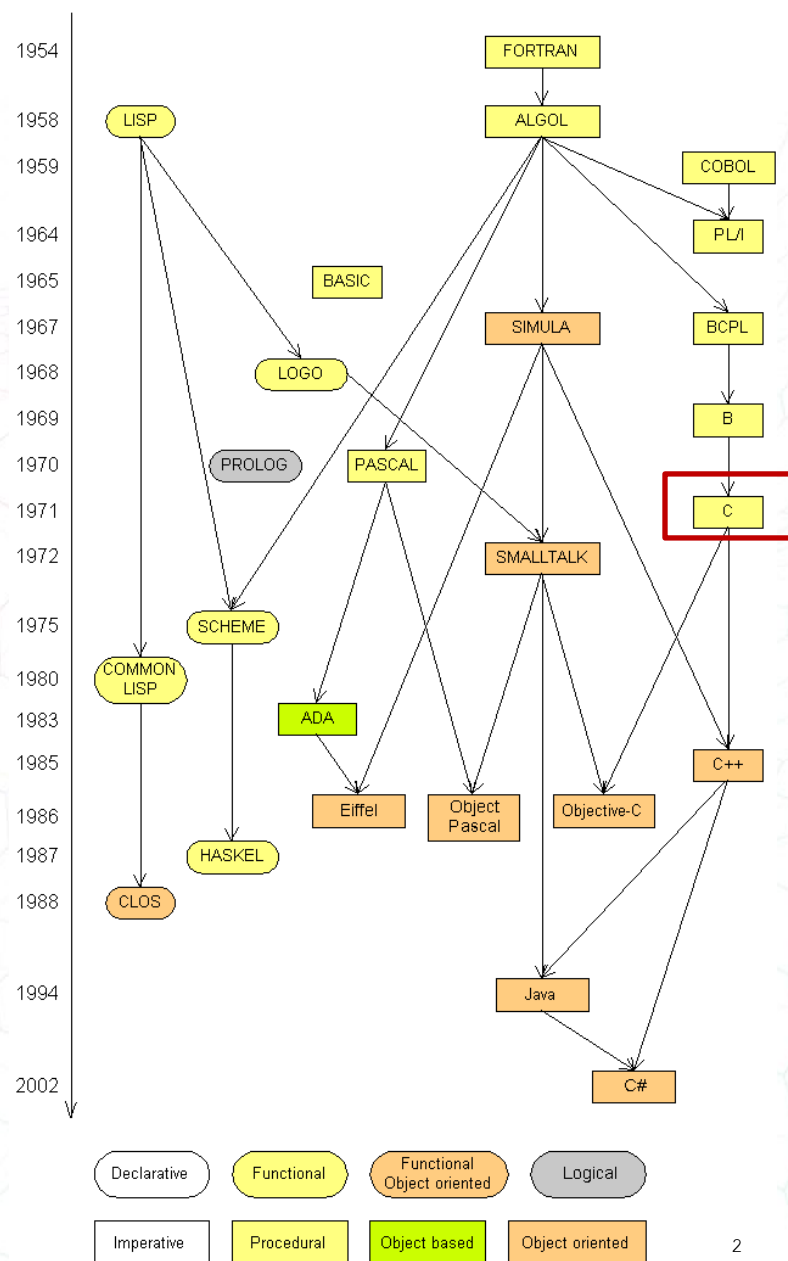 1954
FORTRAN
1958
LISP
ALGOL
1959
COBOL
1964
PL/I
1965
BASIC
1967
SIMULA
BCPL
1968
LOGO
1969
B
1970
PROLOG
PASCAL
1971
C
1972
SMALLTALK
1975
SCHEME
1980
COMMON
LISP
1983
ADA
1985
C++
1986
Eiffel
Object
Pascal
Objective-C
1987
HASKEL
1988
CLOS
1994
Java
2002
C#
Declarative
Functional
Functional
Object oriented
Logical
Imperative
Procedural
Object based
Object oriented
2